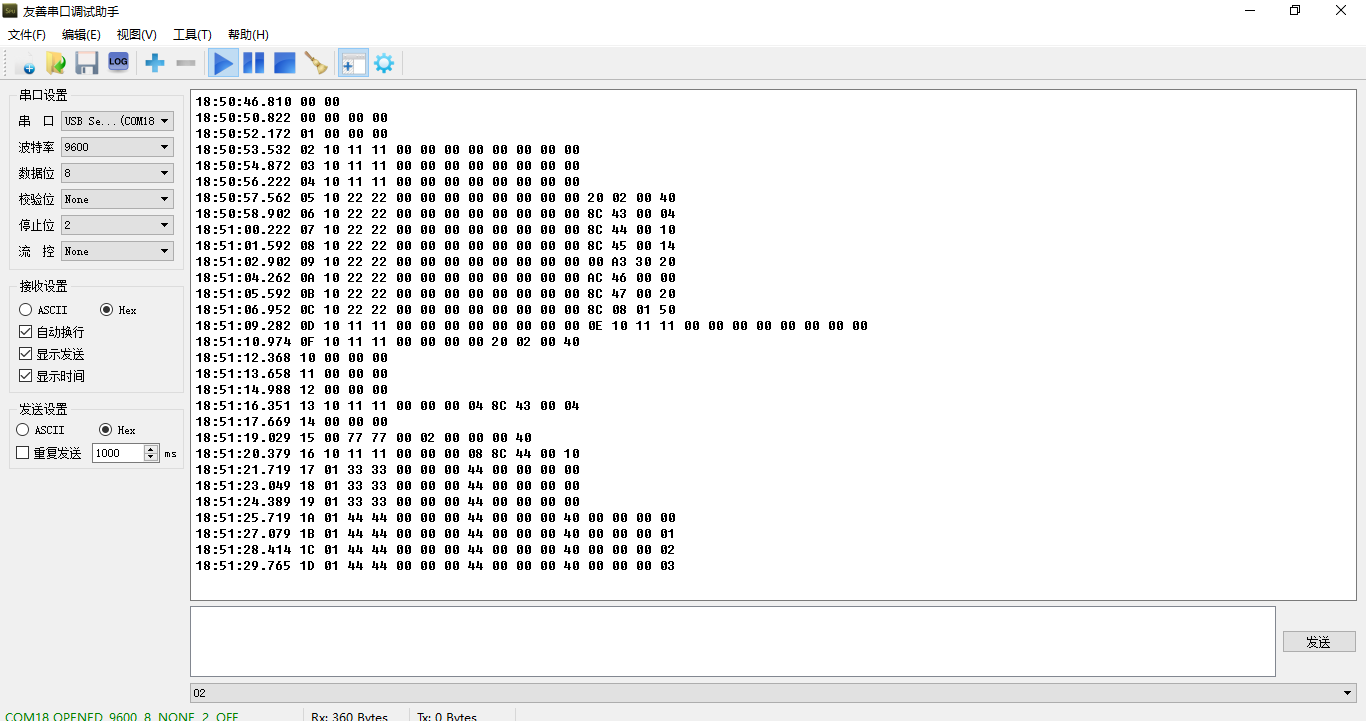 友善串口调试助手
文件(F) 编辑(E) 视图(V) 工具(T) 帮助(H)
LOG
串口设置
串 口 USB Se...(COM18
波特率 9600
数据位 8
校验位 None
停止位 2
流 控 None
接收设置
ASCII Hex
自动换行
显示发送
显示时间
发送设置
ASCII Hex
重复发送 1000 ms
18:50:46.810 00 00
18:50:50.822 00 00 00 00
18:50:52.172 01 00 00 00
18:50:53.532 02 10 11 11 00 00 00 00 00 00 00 00
18:50:54.872 03 10 11 11 00 00 00 00 00 00 00 00
18:50:56.222 04 10 11 11 00 00 00 00 00 00 00 00
18:50:57.562 05 10 22 22 00 00 00 00 00 00 00 00 20 02 00 40
18:50:58.902 06 10 22 22 00 00 00 00 00 00 00 00 8C 43 00 04
18:51:00.222 07 10 22 22 00 00 00 00 00 00 00 00 8C 44 00 10
18:51:01.592 08 10 22 22 00 00 00 00 00 00 00 00 8C 45 00 14
18:51:02.902 09 10 22 22 00 00 00 00 00 00 00 00 00 A3 30 20
18:51:04.262 0A 10 22 22 00 00 00 00 00 00 00 00 AC 46 00 00
18:51:05.592 0B 10 22 22 00 00 00 00 00 00 00 00 8C 47 00 20
18:51:06.952 0C 10 22 22 00 00 00 00 00 00 00 00 8C 08 01 50
18:51:09.282 0D 10 11 11 00 00 00 00 00 00 00 00 0E 10 11 11 00 00 00 00 00 00 00 00
18:51:10.974 0F 10 11 11 00 00 00 00 20 02 00 40
18:51:12.368 10 00 00 00
18:51:13.658 11 00 00 00
18:51:14.988 12 00 00 00
18:51:16.351 13 10 11 11 00 00 00 04 8C 43 00 04
18:51:17.669 14 00 00 00
18:51:19.029 15 00 77 77 00 02 00 00 00 40
18:51:20.379 16 10 11 11 00 00 00 08 8C 44 00 10
18:51:21.719 17 01 33 33 00 00 00 44 00 00 00 00
18:51:23.049 18 01 33 33 00 00 00 44 00 00 00 00
18:51:24.389 19 01 33 33 00 00 00 44 00 00 00 00
18:51:25.719 1A 01 44 44 00 00 00 44 00 00 00 40 00 00 00 00
18:51:27.079 1B 01 44 44 00 00 00 44 00 00 00 40 00 00 00 01
18:51:28.414 1C 01 44 44 00 00 00 44 00 00 00 40 00 00 00 02
18:51:29.765 1D 01 44 44 00 00 00 44 00 00 00 40 00 00 00 03
发送
02
COM18 OPENED, 9600, 8, NONE, 2, OFF Rx: 360 Bytes Tx: 0 Bytes